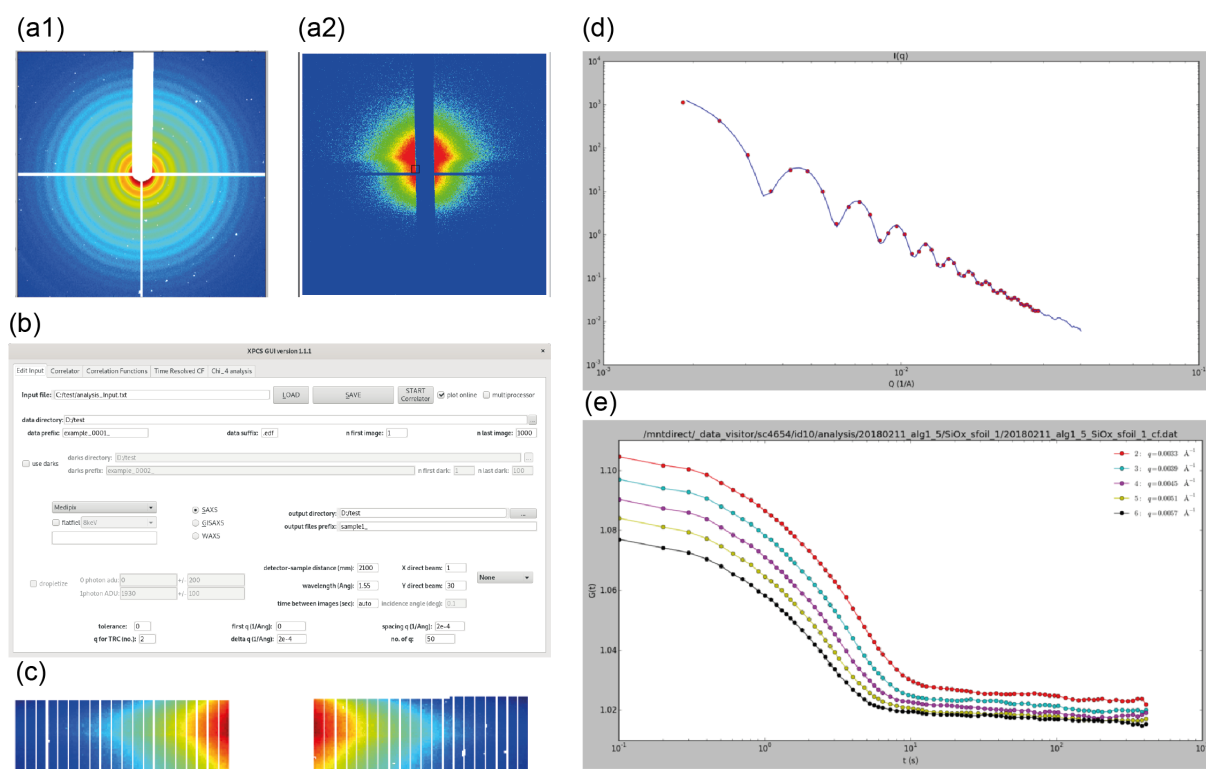 (a1)
(a2)
(b)
XPCS GUI version 1.1.1 ×
Edit Input Correlator Correlation Functions Time Resolved CF Chi_4 analysis
Input file: C:/test/analysis_input.txt LOAD SAVE START Correlator plot online multiprocessor
data directory: D:/test ...
data prefix: example_0001_ data suffix: .edf n first image: 1 n last image: 1000
use darks darks directory: D:/test ...
darks prefix: example_0002_ n first dark: 1 n last dark: 100
Medipix SAXS output directory: D:/test ...
flatfield 8keV GISAXS output files prefix: sample1_
WAXS
dropletize 0 photon adu: 0 +/- 200
1photon ADU: 1930 +/- 100
detector-sample distance (mm): 2100 X direct beam: 1 None
wavelength (Ang): 1.55 Y direct beam: 30
time between images (sec): auto incidence angle (deg): 0.1
tolerance: 0 first q (1/Ang): 0 spacing q (1/Ang): 2e-4
q for TRC (no.): 2 delta q (1/Ang): 2e-4 no. of q: 50
(c)
(d)
I(q)
10^4
10^3
10^2
10^1
10^0
10^-1
10^-2
10^-3
10^-3 10^-2 10^-1
Q (1/A)
(e)
/mntdirect/_data_visitor/sc4654/id10/analysis/20180211_alg1_5/SiOx_sfoil_1/20180211_alg1_5_SiOx_sfoil_1_cf.dat
2 : q=0.0033 Å^-1
3 : q=0.0039 Å^-1
4 : q=0.0045 Å^-1
5 : q=0.0051 Å^-1
6 : q=0.0057 Å^-1
G(t)
1.10
1.08
1.06
1.04
1.02
10^-1 10^0 10^1 10^2
t (s)